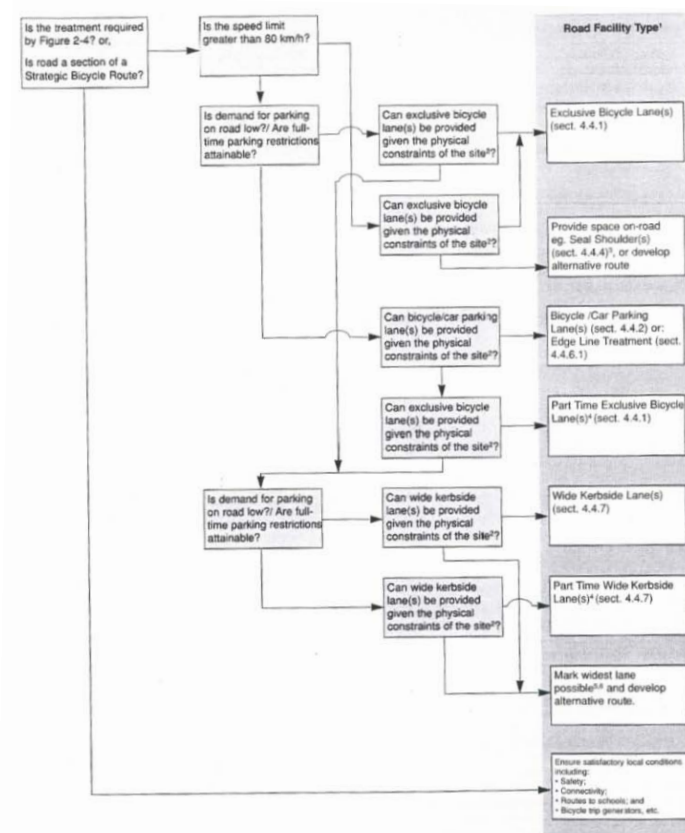 Is the treatment required
by Figure 2-4? or,
Is road a section of a
Strategic Bicycle Route?
Is the speed limit
greater than 80 km/h?
Road Facility Type¹
Is demand for parking
on road low?/ Are full-
time parking restrictions
attainable?
Can exclusive bicycle
lane(s) be provided
given the physical
constraints of the site²?
Exclusive Bicycle Lane(s)
(sect. 4.4.1)
Can exclusive bicycle
lane(s) be provided
given the physical
constraints of the site²?
Provide space on-road
eg. Seal Shoulder(s)
(sect. 4.4.4)³, or develop
alternative route
Can bicycle/car parking
lane(s) be provided
given the physical
constraints of the site²?
Bicycle /Car Parking
Lane(s) (sect. 4.4.2) or:
Edge Line Treatment (sect.
4.4.6.1)
Can exclusive bicycle
lane(s) be provided
given the physical
constraints of the site²?
Part Time Exclusive Bicycle
Lane(s)⁴ (sect. 4.4.1)
Is demand for parking
on road low?/ Are full-
time parking restrictions
attainable?
Can wide kerbside
lane(s) be provided
given the physical
constraints of the site²?
Wide Kerbside Lane(s)
(sect. 4.4.7)
Can wide kerbside
lane(s) be provided
given the physical
constraints of the site²?
Part Time Wide Kerbside
Lane(s)⁴ (sect. 4.4.7)
Mark widest lane
possible and develop
alternative route.
Ensure satisfactory local conditions
including:
• Safety;
• Connectivity;
• Routes to schools; and
• Bicycle trip generators, etc.